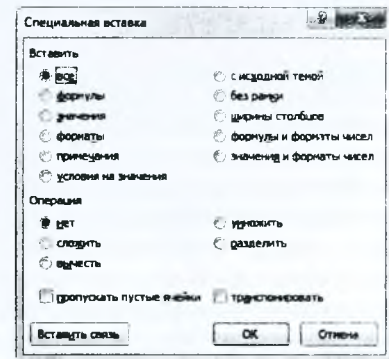 Специальная вставка
Вставить
все
с исходной темой
формулы
без рамки
значения
ширины столбцов
форматы
формулы и форматы чисел
примечания
значения и форматы чисел
условия на значения
Операция
нет
умножить
сложить
разделить
вычесть
пропускать пустые ячейки
транспонировать
Вставить связь
ОК
Отмена